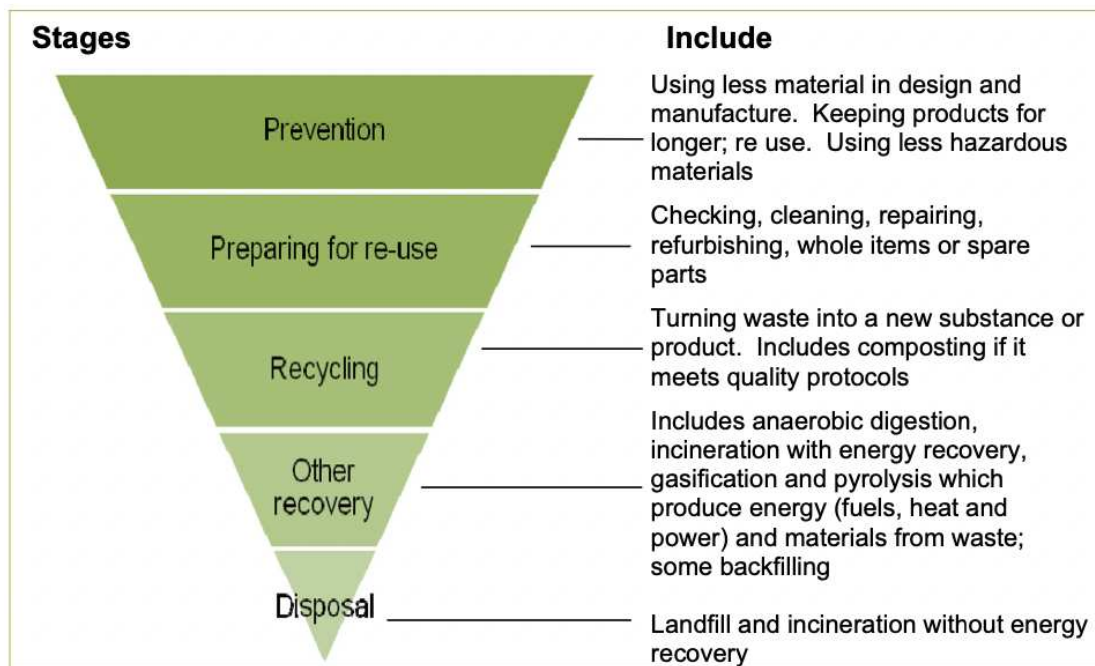 Stages
Include
Prevention
Using less material in design and
manufacture.  Keeping products for
longer; re use.  Using less hazardous
materials
Preparing for re-use
Checking, cleaning, repairing,
refurbishing, whole items or spare
parts
Recycling
Turning waste into a new substance or
product.  Includes composting if it
meets quality protocols
Other
recovery
Includes anaerobic digestion,
incineration with energy recovery,
gasification and pyrolysis which
produce energy (fuels, heat and
power) and materials from waste;
some backfilling
Disposal
Landfill and incineration without energy
recovery